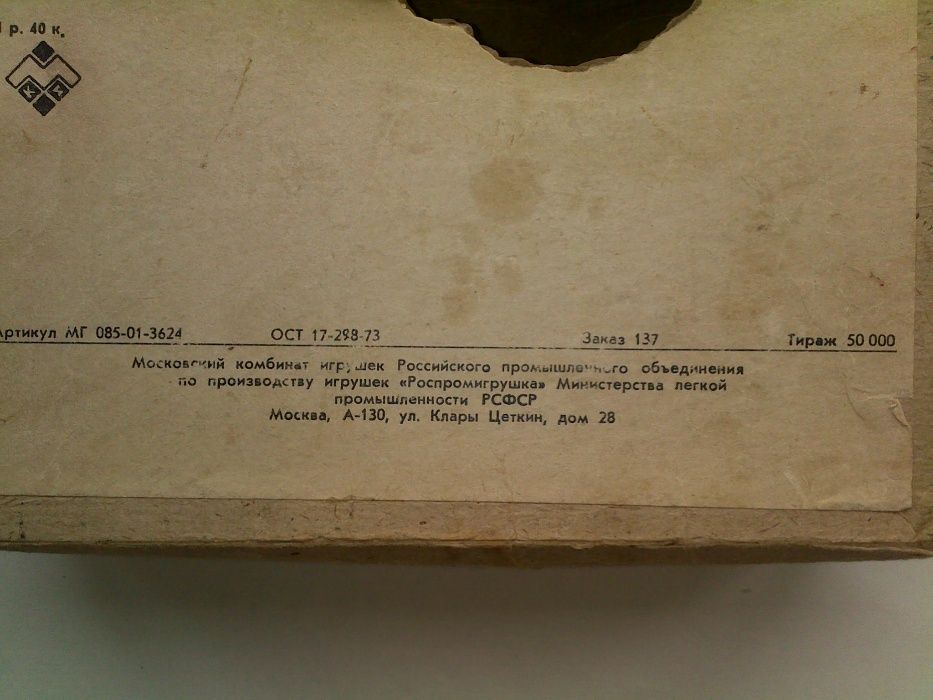 1 р. 40 к.
Артикул МГ 085-01-3624 ОСТ 17-298-73 Заказ 137 Тираж 50 000
Московский комбинат игрушек Российского промышленного объединения
по производству игрушек «Роспромигрушка» Министерства легкой
промышленности РСФСР
Москва, А-130, ул. Клары Цеткин, дом 28